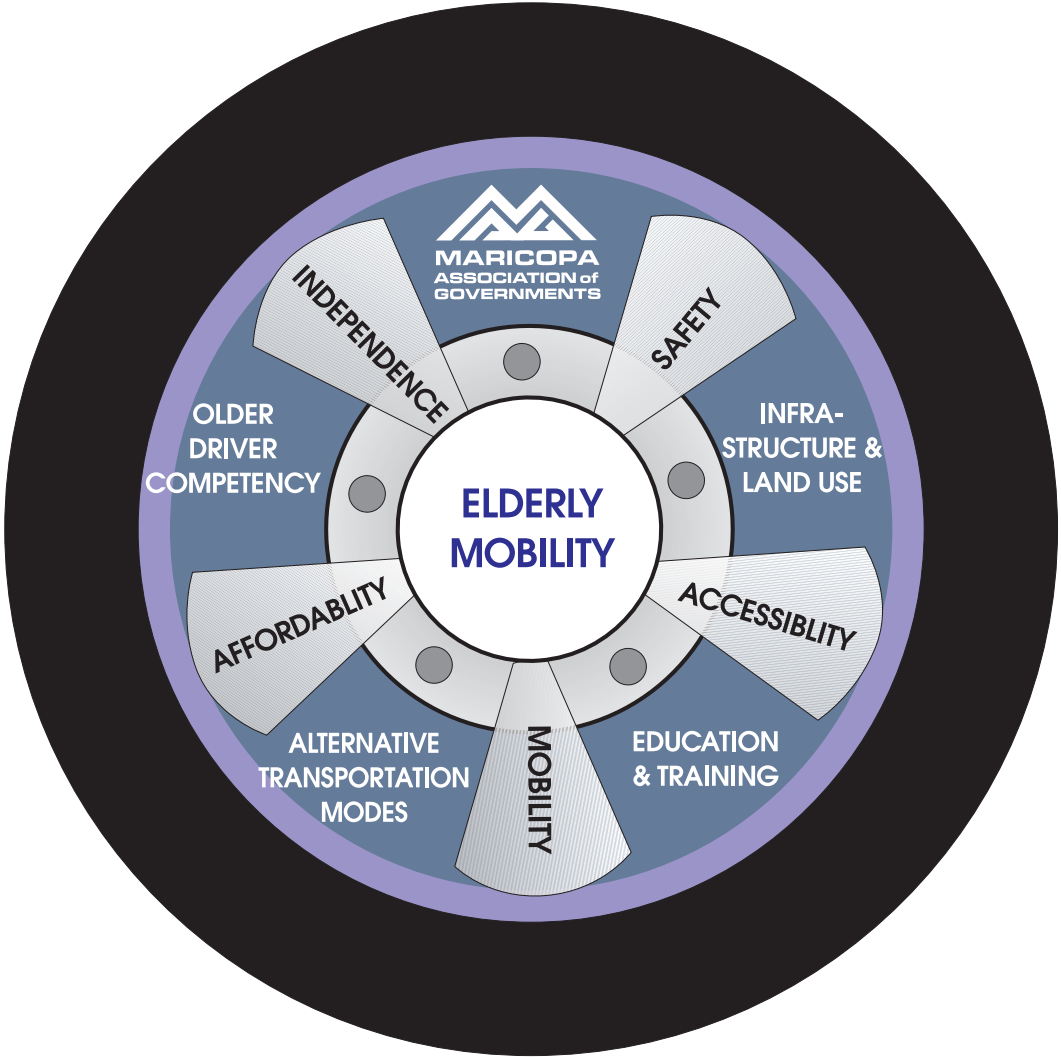 MARICOPA
ASSOCIATION of
GOVERNMENTS
INDEPENDENCE
SAFETY
OLDER
DRIVER
COMPETENCY
INFRA-
STRUCTURE &
LAND USE
ELDERLY
MOBILITY
AFFORDABLITY
ACCESSIBLITY
ALTERNATIVE
TRANSPORTATION
MODES
MOBILITY
EDUCATION
& TRAINING